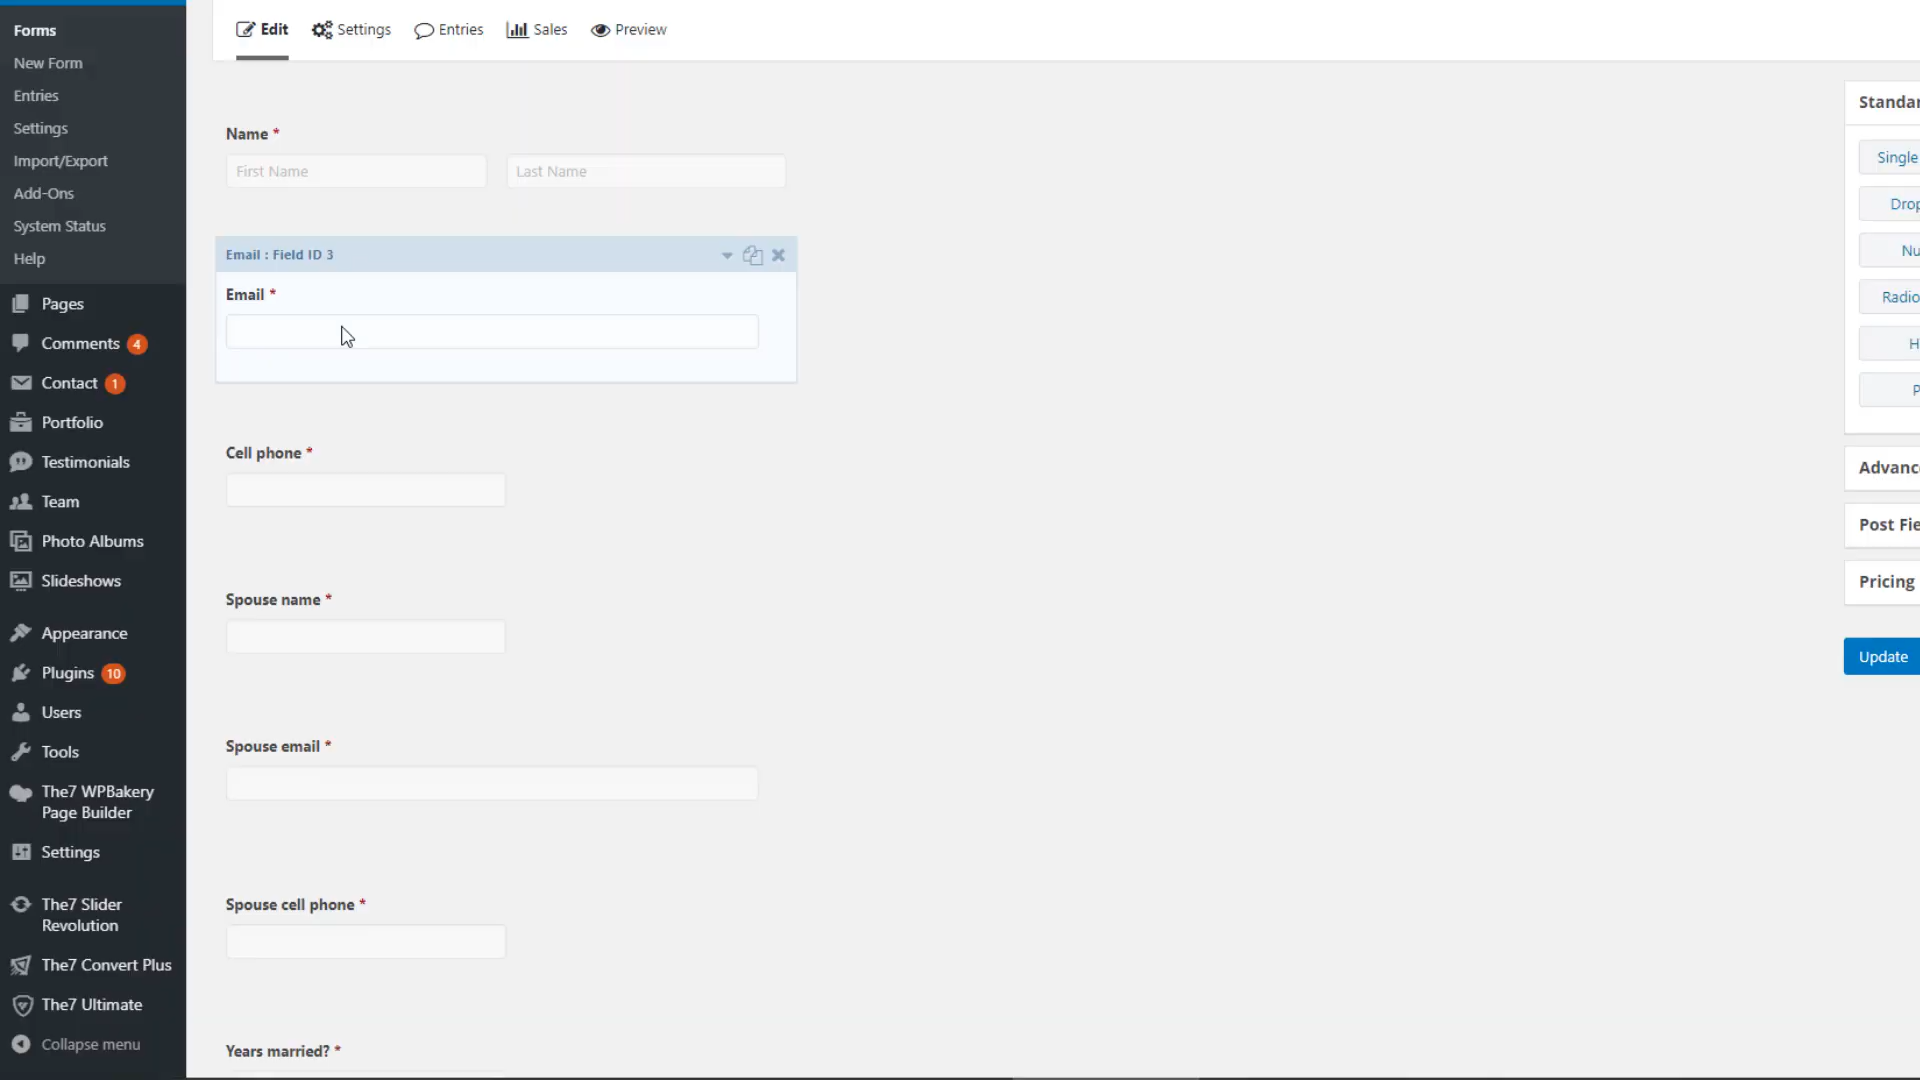 Forms
New Form
Entries
Settings
Import/Export
Add-Ons
System Status
Help
Pages
Comments 4
Contact 1
Portfolio
Testimonials
Team
Photo Albums
Slideshows
Appearance
Plugins 10
Users
Tools
The7 WPBakery
Page Builder
Settings
The7 Slider
Revolution
The7 Convert Plus
The7 Ultimate
Collapse menu
Edit Settings Entries Sales Preview
Name *
First Name Last Name
Email : Field ID 3
Email *
Cell phone *
Spouse name *
Spouse email *
Spouse cell phone *
Years married? *
Standar
Single
Drop
Nu
Radio
H
P
Advanc
Post Fie
Pricing
Update